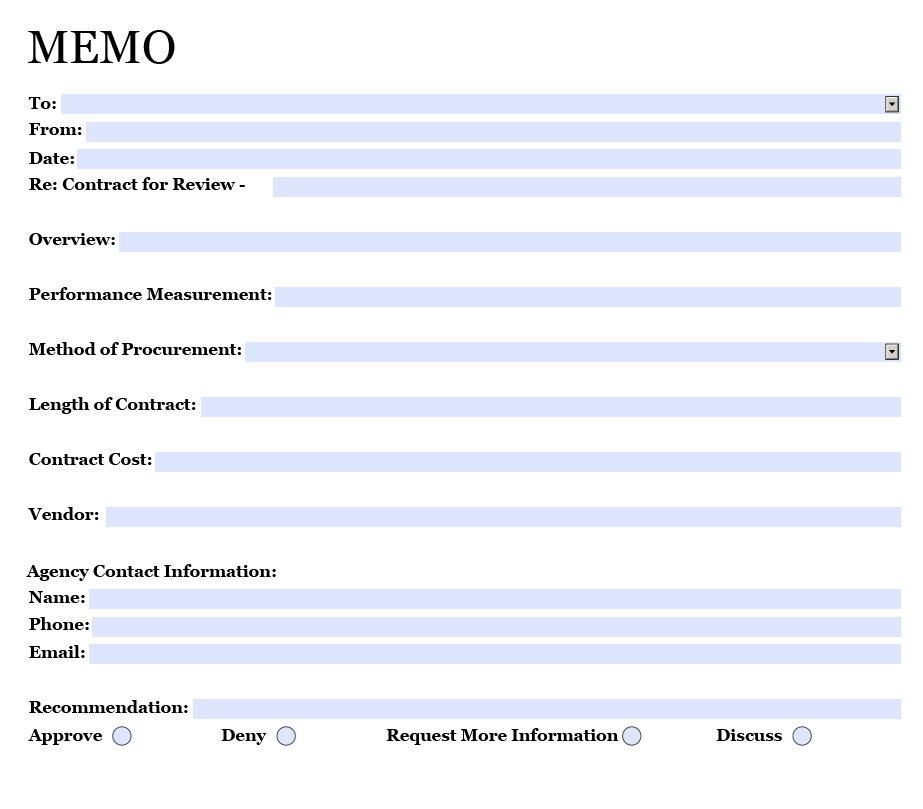 MEMO
To:
From:
Date:
Re: Contract for Review -
Overview:
Performance Measurement:
Method of Procurement:
Length of Contract:
Contract Cost:
Vendor:
Agency Contact Information:
Name:
Phone:
Email:
Recommendation:
Approve Deny Request More Information Discuss